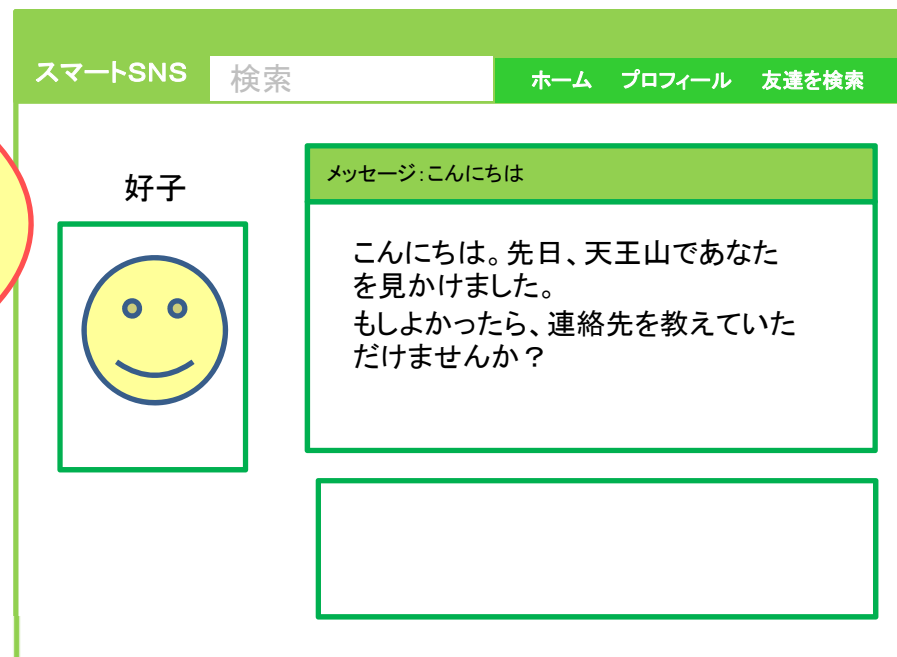 スマートSNS
検索
ホーム プロフィール 友達を検索
好子
メッセージ:こんにちは
こんにちは。先日、天王山であなた
を見かけました。
もしよかったら、連絡先を教えていた
だけませんか？